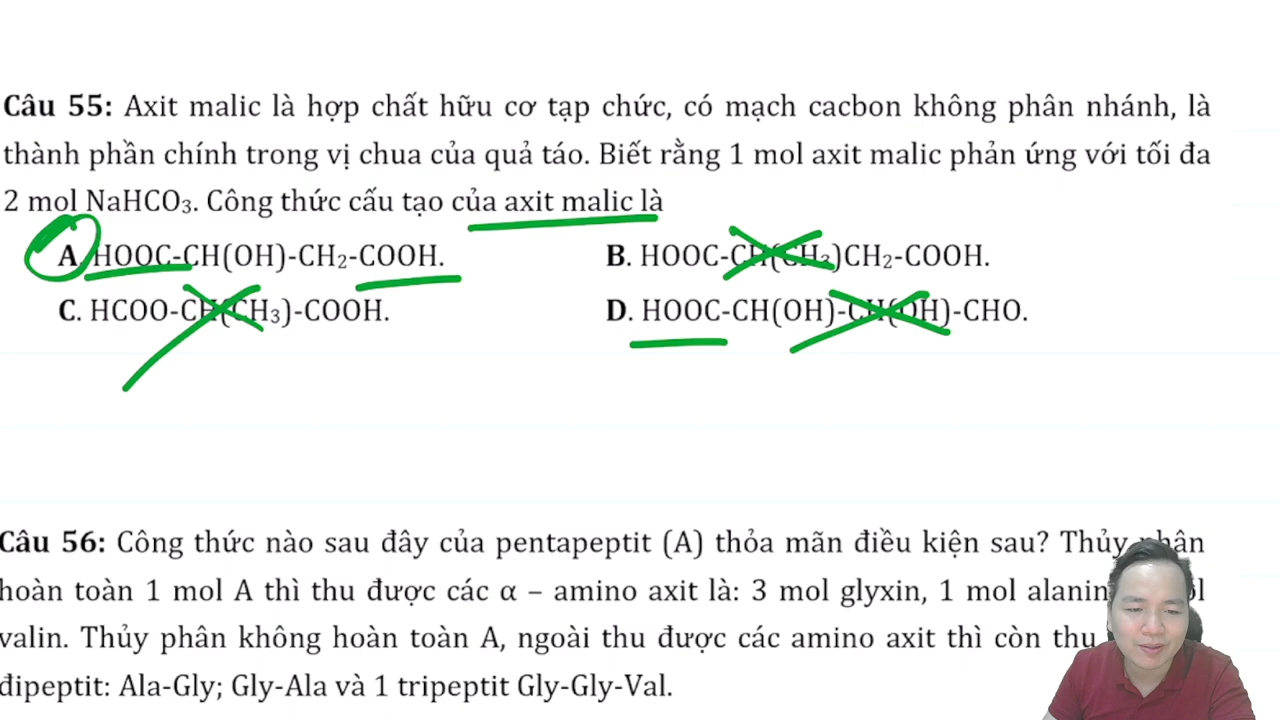 Câu 55: Axit malic là hợp chất hữu cơ tạp chức, có mạch cacbon không phân nhánh, là
thành phần chính trong vị chua của quả táo. Biết rằng 1 mol axit malic phản ứng với tối đa
2 mol NaHCO₃. Công thức cấu tạo của axit malic là
A. HOOC-CH(OH)-CH₂-COOH. B. HOOC-CH(CH₃)CH₂-COOH.
C. HCOO-CH(CH₃)-COOH. D. HOOC-CH(OH)-CH(OH)-CHO.
Câu 56: Công thức nào sau đây của pentapeptit (A) thỏa mãn điều kiện sau? Thủy phân
hoàn toàn 1 mol A thì thu được các α – amino axit là: 3 mol glyxin, 1 mol alanin
valin. Thủy phân không hoàn toàn A, ngoài thu được các amino axit thì còn thu
đipeptit: Ala-Gly; Gly-Ala và 1 tripeptit Gly-Gly-Val.